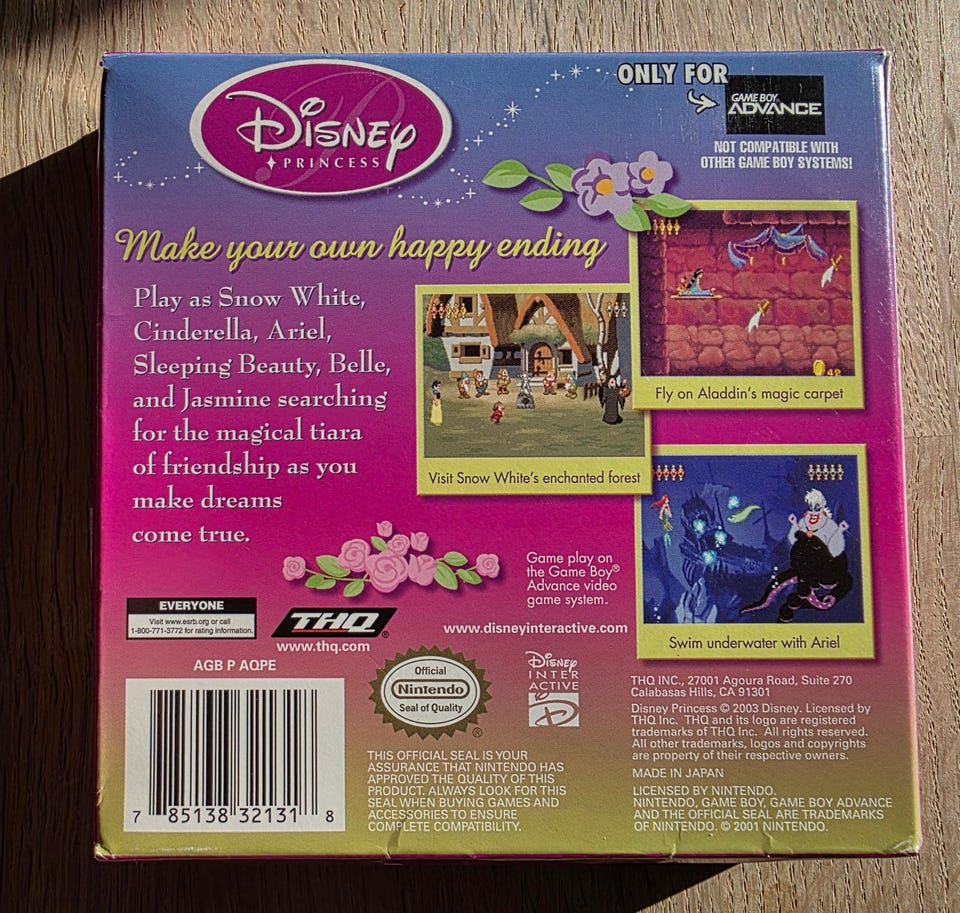 Disney
PRINCESS
ONLY FOR
GAME BOY
ADVANCE
NOT COMPATIBLE WITH
OTHER GAME BOY SYSTEMS!
Make your own happy ending
Play as Snow White,
Cinderella, Ariel,
Sleeping Beauty, Belle,
and Jasmine searching
for the magical tiara
of friendship as you
make dreams
come true.
42
Fly on Aladdin's magic carpet
Visit Snow White's enchanted forest
Swim underwater with Ariel
Game play on
the Game Boy®
Advance video
game system.
EVERYONE
Visit www.esrb.org or call
1-800-771-3772 for rating information.
THQ®
www.thq.com
www.disneyinteractive.com
AGB P AQPE
7 85138 32131 8
Official
Nintendo
Seal of Quality
®
THIS OFFICIAL SEAL IS YOUR
ASSURANCE THAT NINTENDO HAS
APPROVED THE QUALITY OF THIS
PRODUCT. ALWAYS LOOK FOR THIS
SEAL WHEN BUYING GAMES AND
ACCESSORIES TO ENSURE
COMPLETE COMPATIBILITY.
Disney
INTER
ACTIVE
THQ INC., 27001 Agoura Road, Suite 270
Calabasas Hills, CA 91301
Disney Princess © 2003 Disney. Licensed by
THQ Inc. THQ and its logo are registered
trademarks of THQ Inc. All rights reserved.
All other trademarks, logos and copyrights
are property of their respective owners.
MADE IN JAPAN
LICENSED BY NINTENDO.
NINTENDO, GAME BOY, GAME BOY ADVANCE
AND THE OFFICIAL SEAL ARE TRADEMARKS
OF NINTENDO. © 2001 NINTENDO.